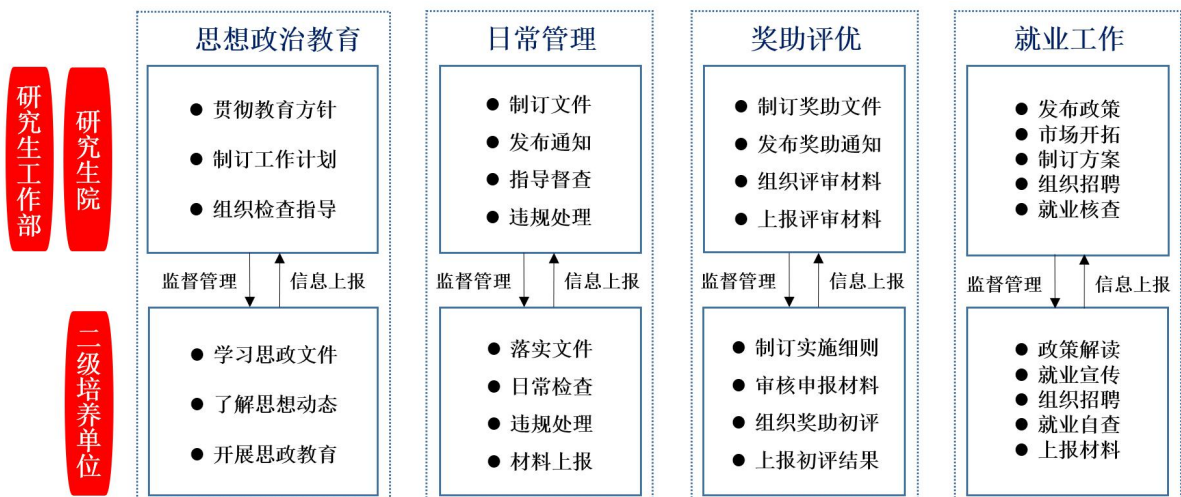 思想政治教育
日常管理
奖助评优
就业工作
研究生工作部
研究生院
贯彻教育方针
制订工作计划
组织检查指导
制订文件
发布通知
指导督查
违规处理
制订奖助文件
发布奖助通知
组织评审材料
上报评审材料
发布政策
市场开拓
制订方案
组织招聘
就业核查
监督管理
信息上报
监督管理
信息上报
监督管理
信息上报
监督管理
信息上报
二级培养单位
学习思政文件
了解思想动态
开展思政教育
落实文件
日常检查
违规处理
材料上报
制订实施细则
审核申报材料
组织奖助初评
上报初评结果
政策解读
就业宣传
组织招聘
就业自查
上报材料